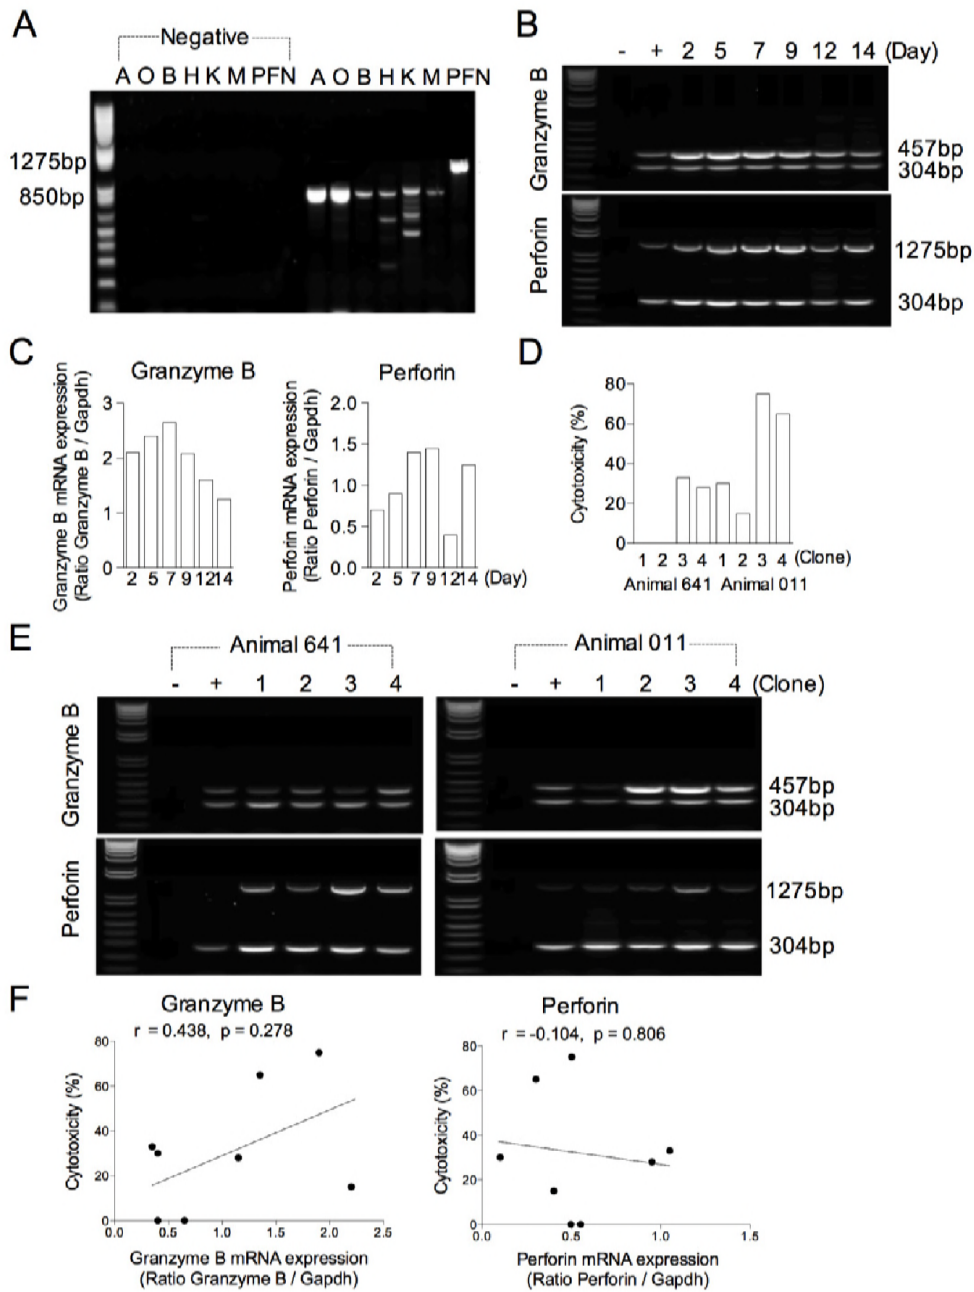 A
Negative
A O B H K M PFN A O B H K M PFN
1275bp
850bp
B
- + 2 5 7 9 12 14 (Day)
Granzyme B
457bp
304bp
Perforin
1275bp
304bp
C
Granzyme B
Granzyme B mRNA expression
(Ratio Granzyme B / Gapdh)
3
2
1
0
2 5 7 9 12 14
Perforin
Perforin mRNA expression
(Ratio Perforin / Gapdh)
2.0
1.5
1.0
0.5
0.0
2 5 7 9 12 14 (Day)
D
Cytotoxicity (%)
80
60
40
20
0
1 2 3 4 1 2 3 4 (Clone)
Animal 641 Animal 011
E
Animal 641
- + 1 2 3 4
Animal 011
- + 1 2 3 4 (Clone)
Granzyme B
457bp
304bp
Perforin
1275bp
304bp
F
Granzyme B
r = 0.438, p = 0.278
Cytotoxicity (%)
80
60
40
20
0
0.0 0.5 1.0 1.5 2.0 2.5
Granzyme B mRNA expression
(Ratio Granzyme B / Gapdh)
Perforin
r = -0.104, p = 0.806
Cytotoxicity (%)
80
60
40
20
0
0.0 0.5 1.0 1.5
Perforin mRNA expression
(Ratio Perforin / Gapdh)